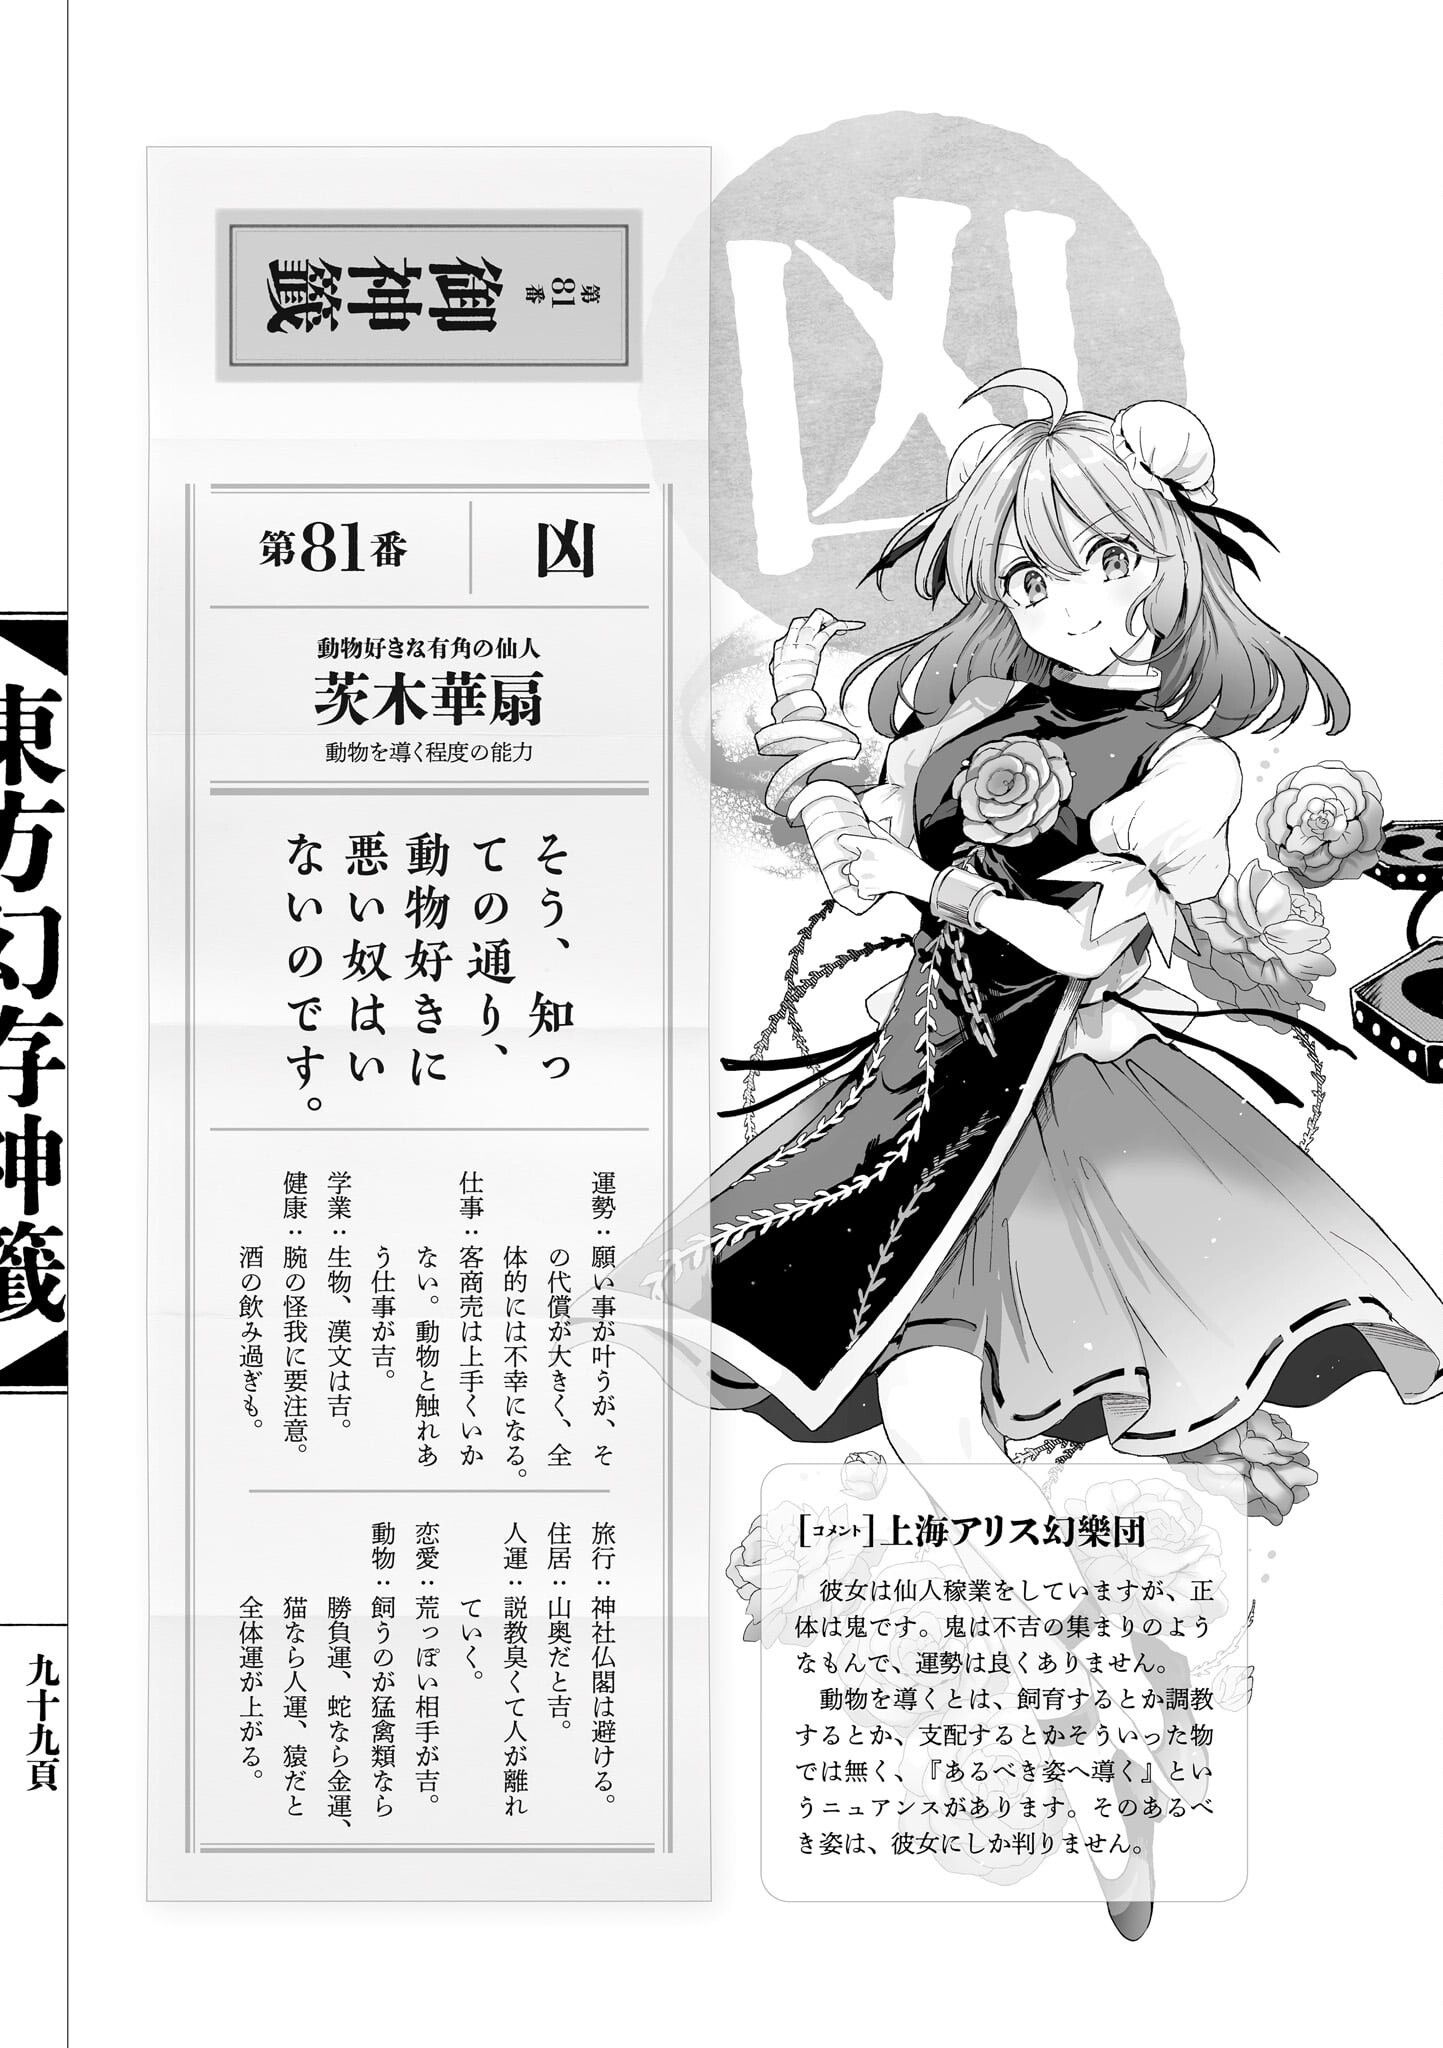 東方幻存神籤
九十九頁
御神籤
第81番
凶
第81番
凶
動物好きな有角の仙人
茨木華扇
動物を導く程度の能力
そう、知っ
ての通り、
動物好きに
悪い奴はい
ないのです。
運勢：願い事が叶うが、そ
の代償が大きく、全
体的には不幸になる。
仕事：客商売は上手くいか
ない。動物と触れあ
う仕事が吉。
学業：生物、漢文は吉。
健康：腕の怪我に要注意。
酒の飲み過ぎも。
旅行：神社仏閣は避ける。
住居：山奥だと吉。
人運：説教臭くて人が離れ
ていく。
恋愛：荒っぽい相手が吉。
動物：飼うのが猛禽類なら
勝負運、蛇なら金運、
猫なら人運、猿だと
全体運が上がる。
［コメント］上海アリス幻樂団
彼女は仙人稼業をしていますが、正
体は鬼です。鬼は不吉の集まりのよう
なもんで、運勢は良くありません。
動物を導くとは、飼育するとか調教
するとか、支配するとかそういった物
では無く、『あるべき姿へ導く』とい
うニュアンスがあります。そのあるべ
き姿は、彼女にしか判りません。